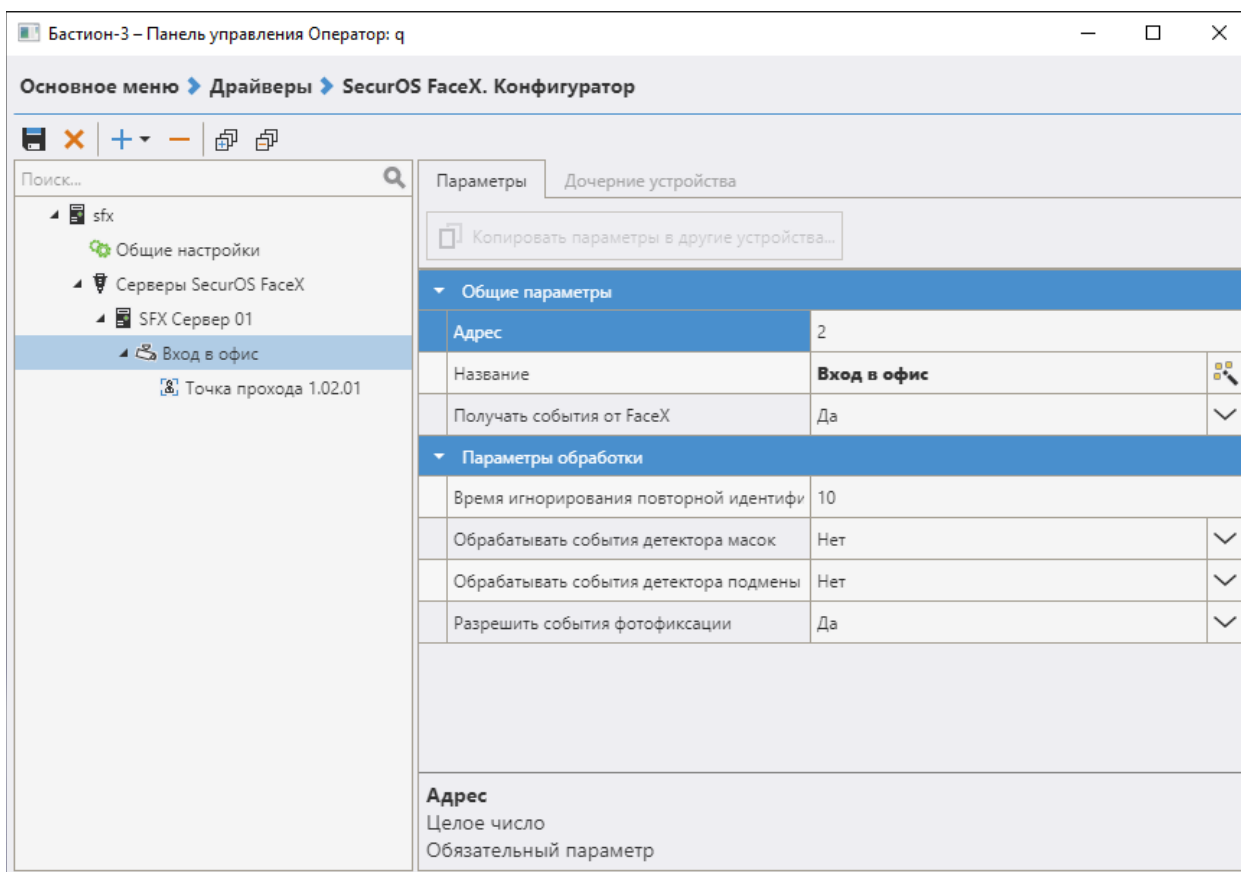 Бастион-3 – Панель управления Оператор: q
Основное меню Драйверы SecurOS FaceX. Конфигуратор
Поиск...
sfx
Общие настройки
Серверы SecurOS FaceX
SFX Сервер 01
Вход в офис
Точка прохода 1.02.01
Параметры Дочерние устройства
Копировать параметры в другие устройства...
Общие параметры
Адрес 2
Название Вход в офис
Получать события от FaceX Да
Параметры обработки
Время игнорирования повторной идентифи 10
Обрабатывать события детектора масок Нет
Обрабатывать события детектора подмены Нет
Разрешить события фотофиксации Да
Адрес
Целое число
Обязательный параметр